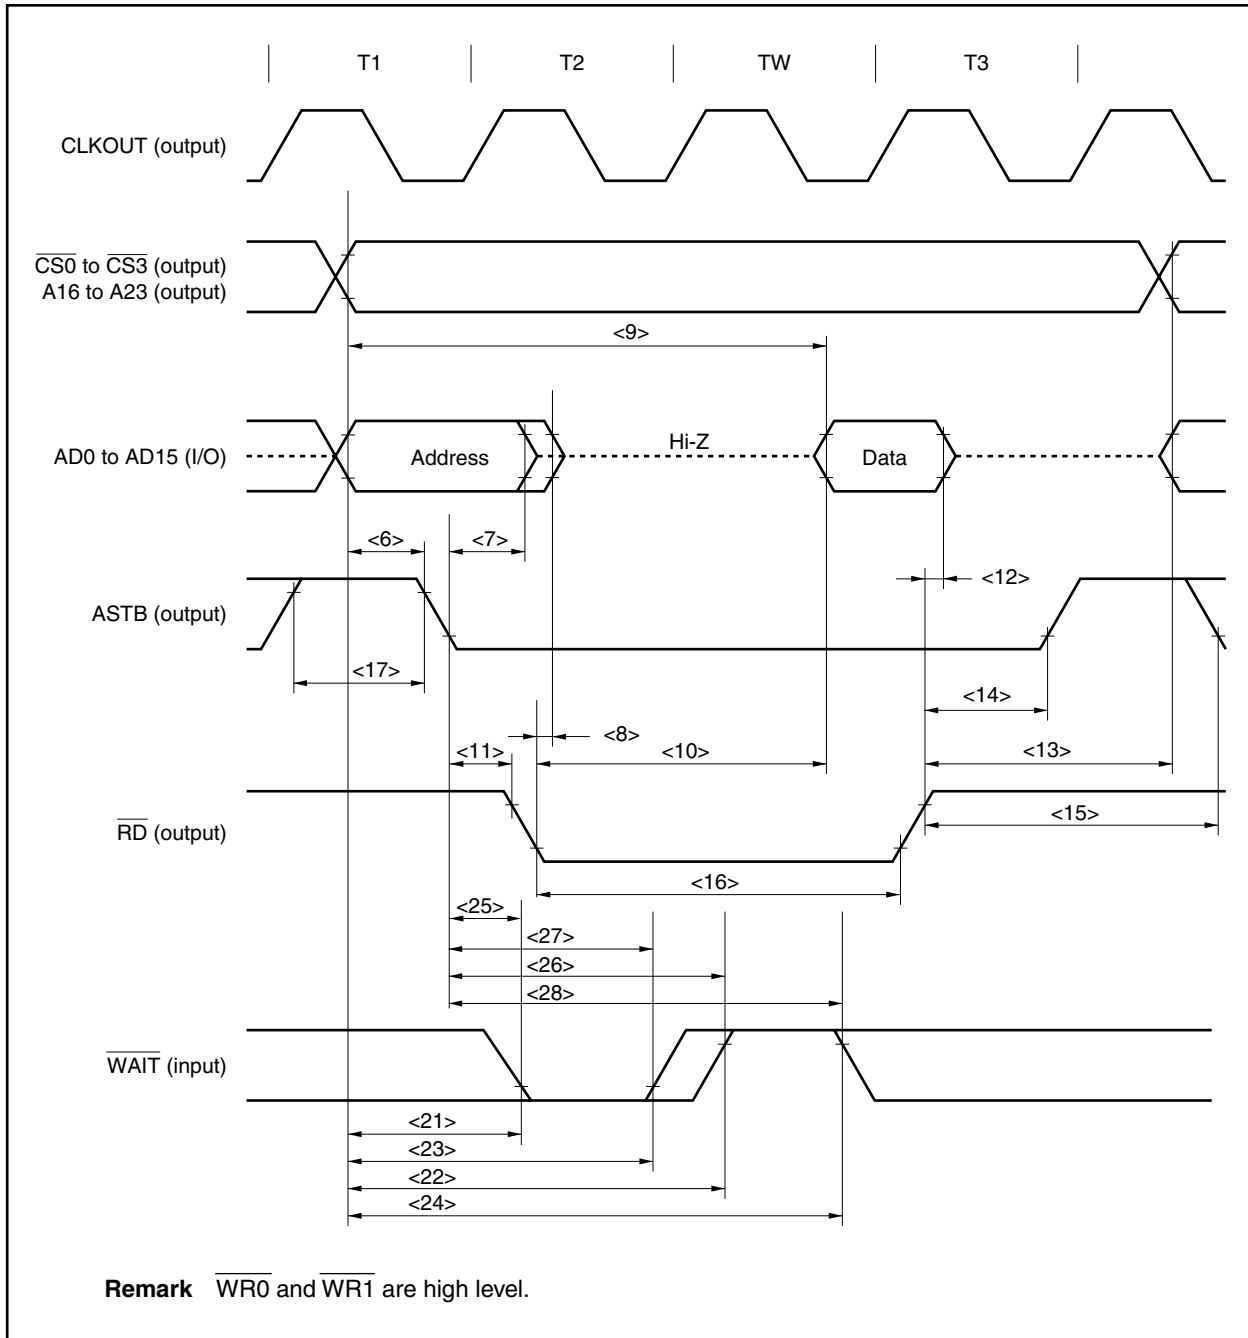 T1 T2 TW T3
CLKOUT (output)
CS0 to CS3 (output)
A16 to A23 (output)
<9>
AD0 to AD15 (I/O)
Address
Hi-Z
Data
<6>
<7>
<12>
ASTB (output)
<17>
<14>
<8>
<11>
<10>
<13>
RD (output)
<15>
<16>
<25>
<27>
<26>
<28>
WAIT (input)
<21>
<23>
<22>
<24>
Remark WR0 and WR1 are high level.